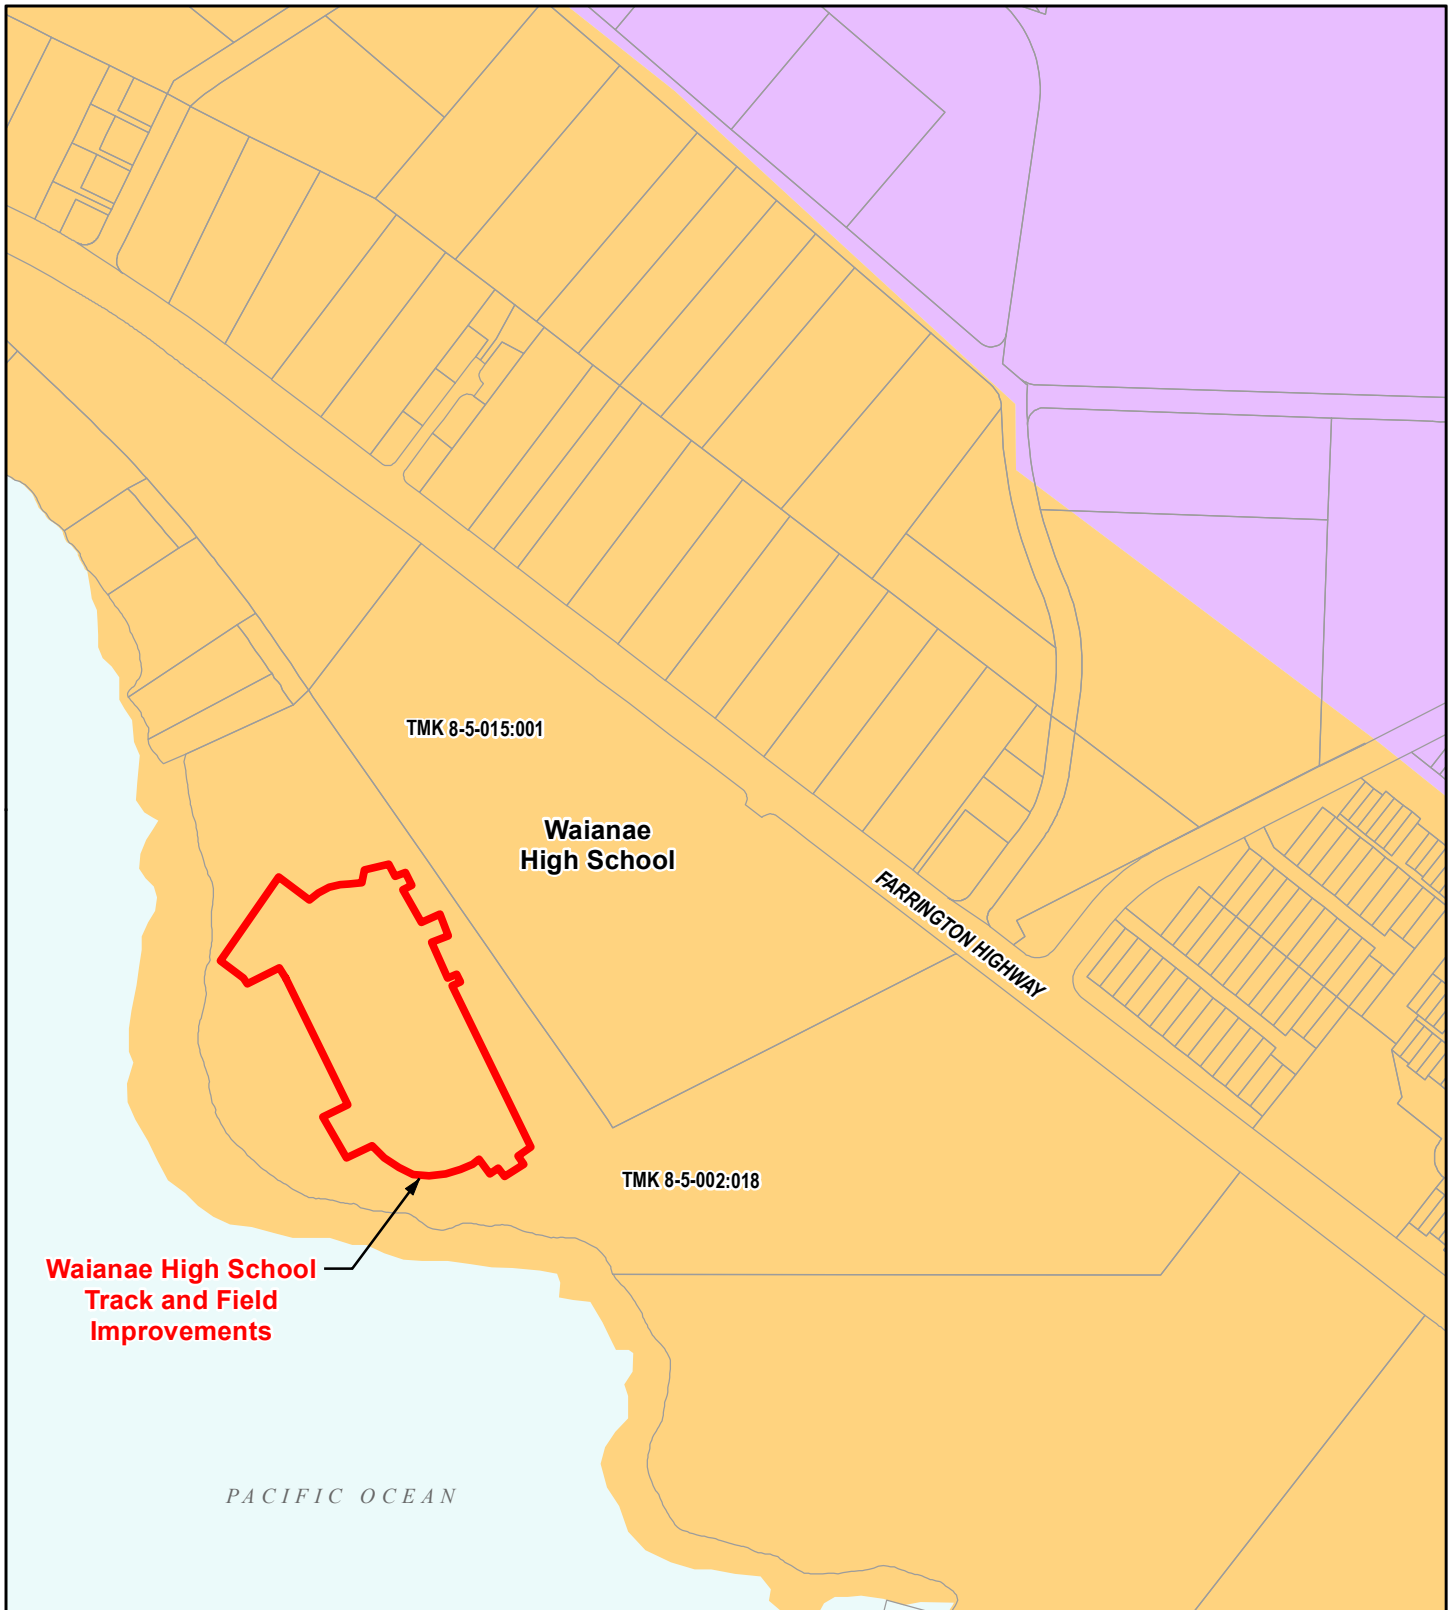 TMK 8-5-015:001
Waianae
High School
FARRINGTON HIGHWAY
TMK 8-5-002:018
Waianae High School
Track and Field
Improvements
PACIFIC OCEAN